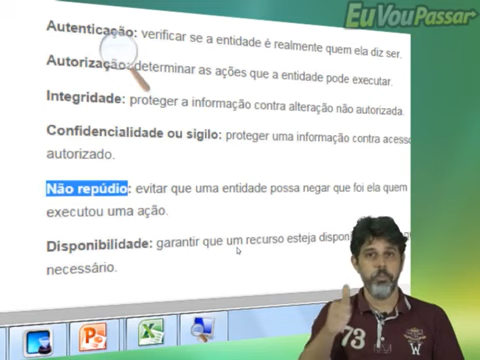 EuVouPassar
Autenticação: verificar se a entidade é realmente quem ela diz ser.
Autorização: determinar as ações que a entidade pode executar.
Integridade: proteger a informação contra alteração não autorizada.
Confidencialidade ou sigilo: proteger uma informação contra acesso
autorizado.
Não repúdio: evitar que uma entidade possa negar que foi ela quem
executou uma ação.
Disponibilidade: garantir que um recurso esteja dispon
necessário.
73
W